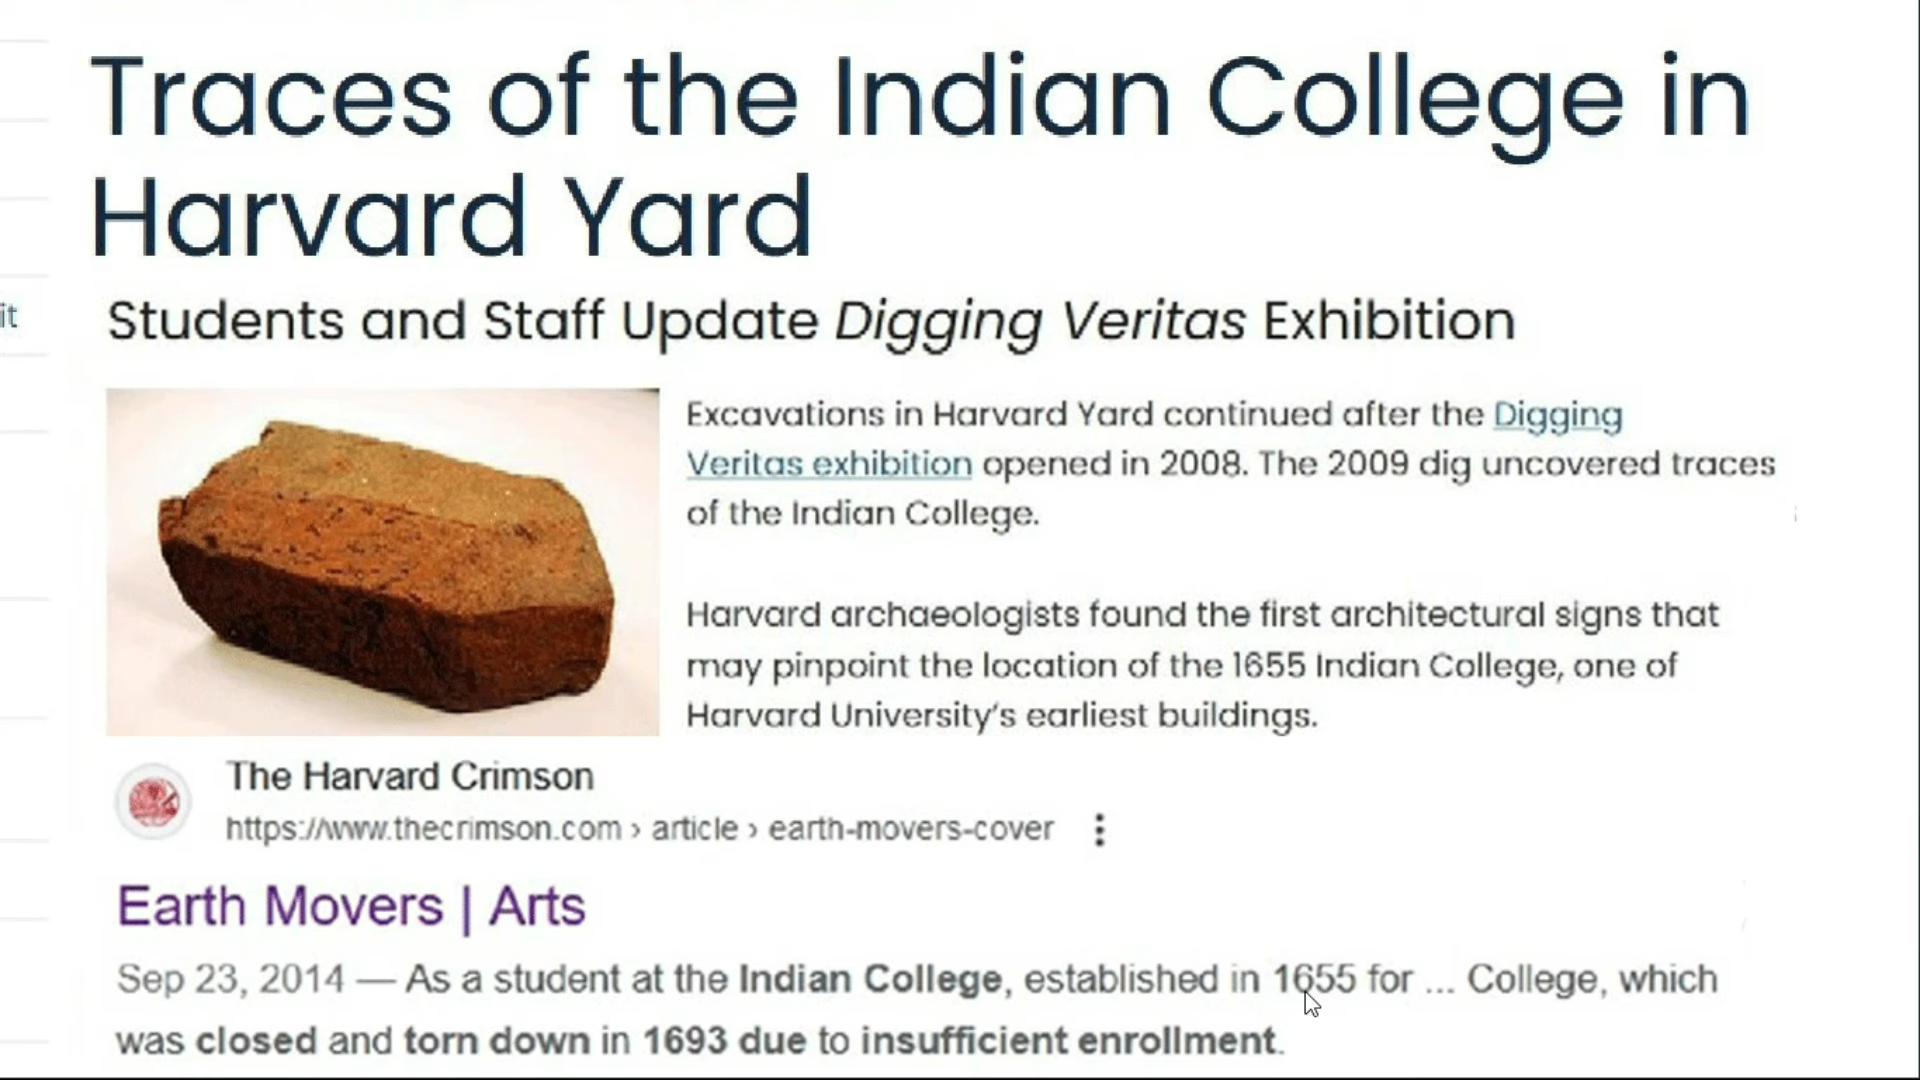 Traces of the Indian College in
Harvard Yard
it
Students and Staff Update Digging Veritas Exhibition
Excavations in Harvard Yard continued after the Digging
Veritas exhibition opened in 2008. The 2009 dig uncovered traces
of the Indian College.
Harvard archaeologists found the first architectural signs that
may pinpoint the location of the 1655 Indian College, one of
Harvard University's earliest buildings.
The Harvard Crimson
https://www.thecrimson.com › article › earth-movers-cover
Earth Movers | Arts
Sep 23, 2014 — As a student at the Indian College, established in 1655 for ... College, which
was closed and torn down in 1693 due to insufficient enrollment.